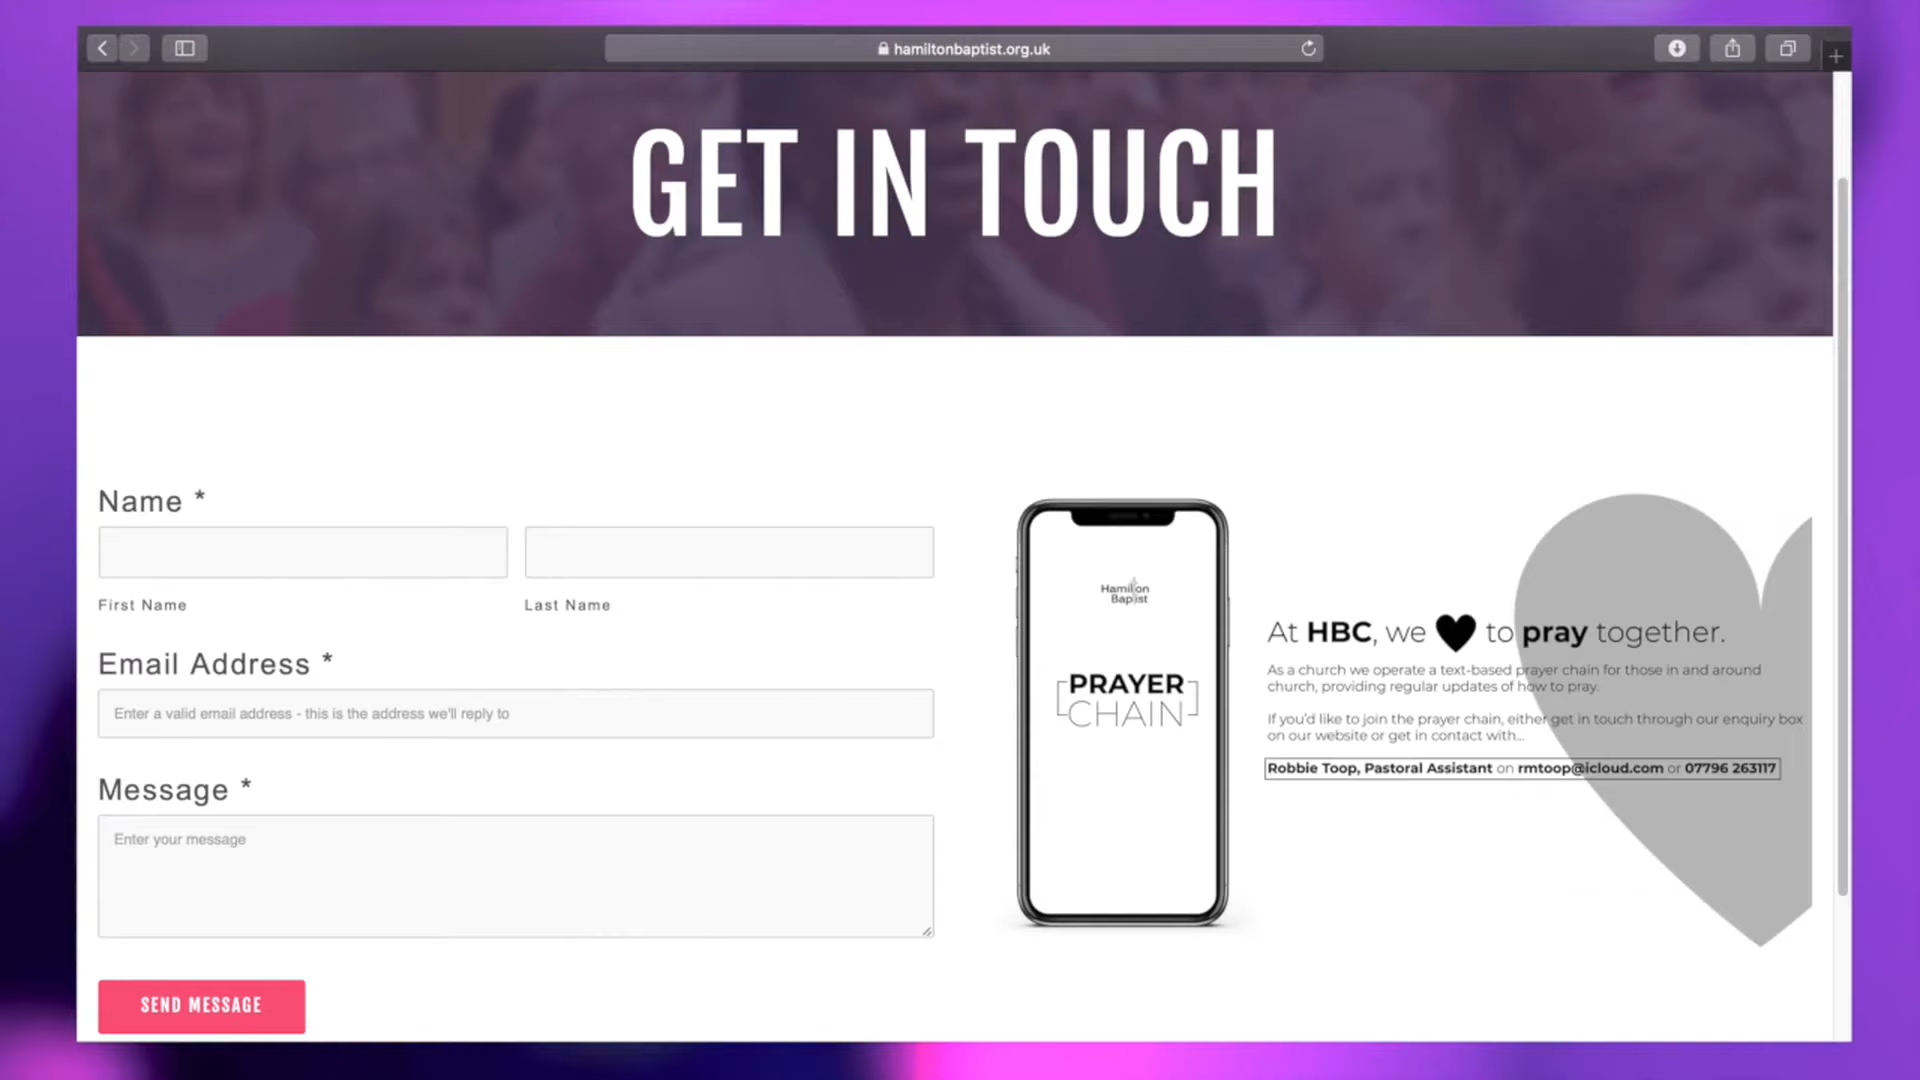 hamiltonbaptist.org.uk
GET IN TOUCH
Name *
First Name
Last Name
Email Address *
Enter a valid email address - this is the address we'll reply to
Message *
Enter your message
SEND MESSAGE
Hamilton
Baptist
PRAYER
CHAIN
At HBC, we to pray together.
As a church we operate a text-based prayer chain for those in and around
church, providing regular updates of how to pray.
If you'd like to join the prayer chain, either get in touch through our enquiry box
on our website or get in contact with...
Robbie Toop, Pastoral Assistant on rmtoop@icloud.com or 07796 263117